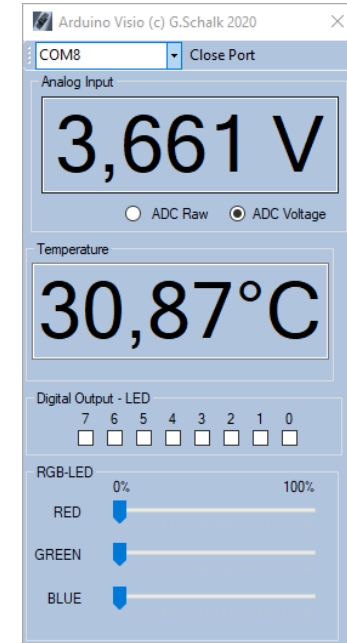 Arduino Visio (c) G.Schalk 2020
COM8 Close Port
Analog Input
3,661 V
ADC Raw ADC Voltage
Temperature
30,87°C
Digital Output - LED
7 6 5 4 3 2 1 0
RGB-LED
0% 100%
RED
GREEN
BLUE